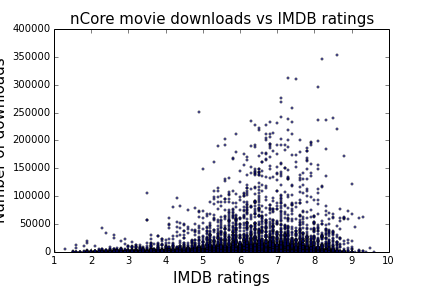 nCore movie downloads vs IMDB ratings
400000
350000
300000
250000
200000
150000
100000
50000
0
Number of downloads
1 2 3 4 5 6 7 8 9 10
IMDB ratings